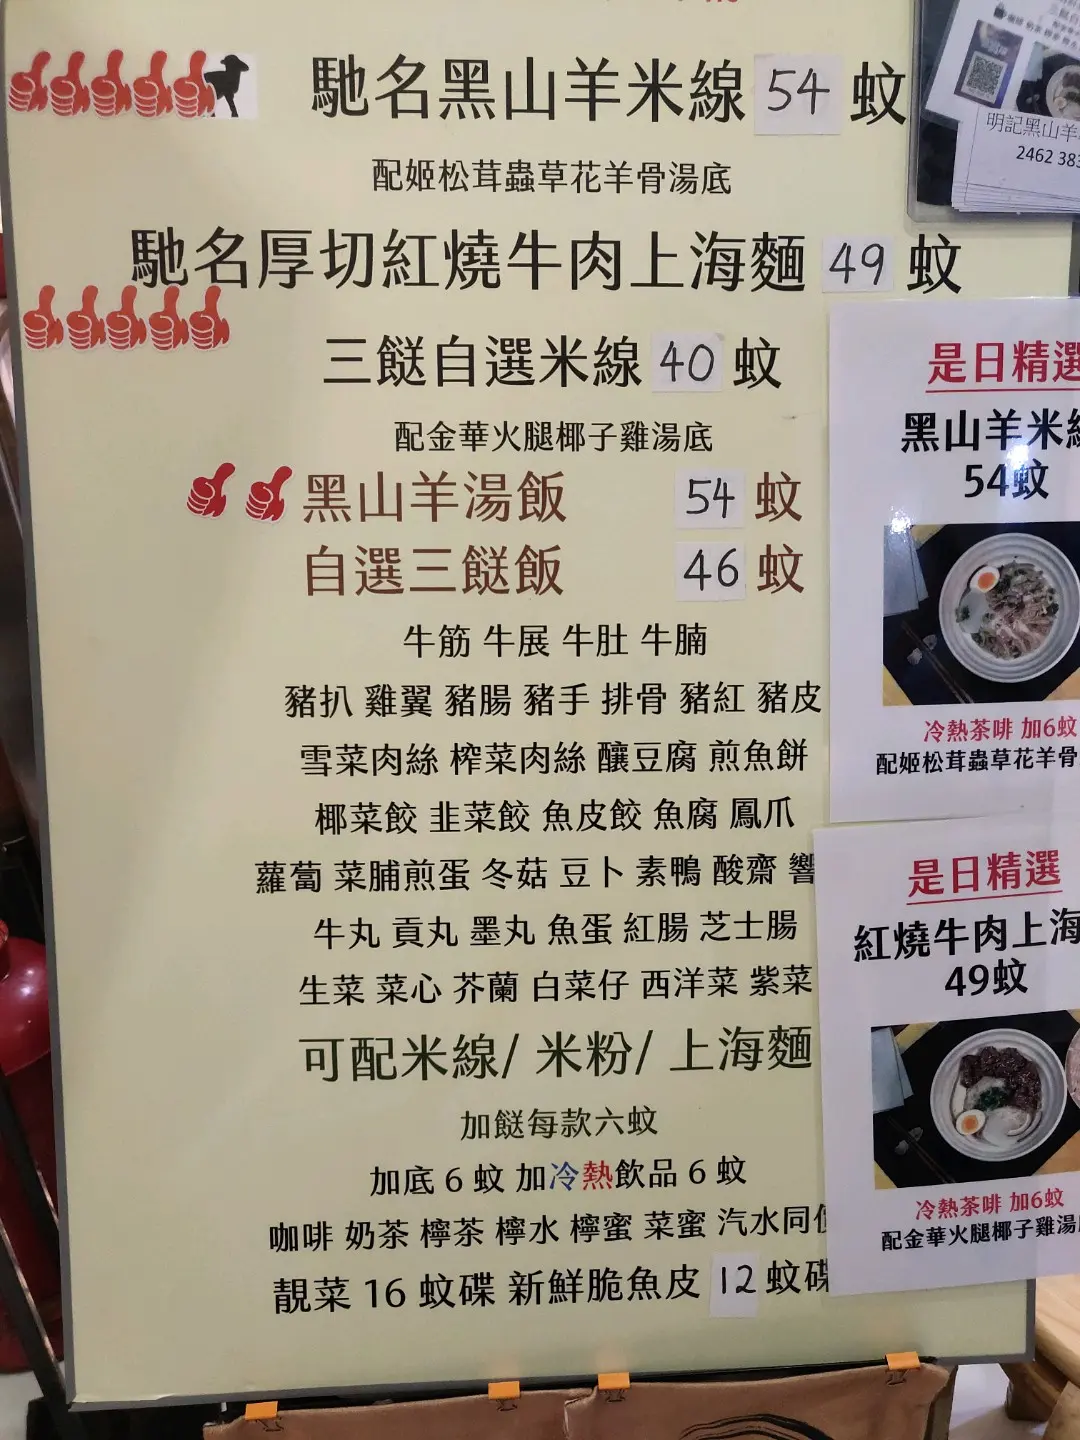 馳名黑山羊米線 54 蚊
配姬松茸蟲草花羊骨湯底
馳名厚切紅燒牛肉上海麵 49 蚊
三餸自選米線 40 蚊
配金華火腿椰子雞湯底
黑山羊湯飯 54 蚊
自選三餸飯 46 蚊
牛筋 牛展 牛肚 牛腩
豬扒 雞翼 豬腸 豬手 排骨 豬紅 豬皮
雪菜肉絲 榨菜肉絲 釀豆腐 煎魚餅
椰菜餃 韭菜餃 魚皮餃 魚腐 鳳爪
蘿蔔 菜脯煎蛋 冬菇 豆卜 素鴨 酸齋 響
牛丸 貢丸 墨丸 魚蛋 紅腸 芝士腸
生菜 菜心 芥蘭 白菜仔 西洋菜 紫菜
可配米線/ 米粉/ 上海麵
加餸每款六蚊
加底 6 蚊 加冷熱飲品 6 蚊
咖啡 奶茶 檸茶 檸水 檸蜜 菜蜜 汽水同價
靚菜 16 蚊碟 新鮮脆魚皮 12 蚊碟
明記黑山羊
2462 383
是日精選
黑山羊米線
54蚊
冷熱茶啡 加6蚊
配姬松茸蟲草花羊骨
是日精選
紅燒牛肉上海
49蚊
冷熱茶啡 加6蚊
配金華火腿椰子雞湯